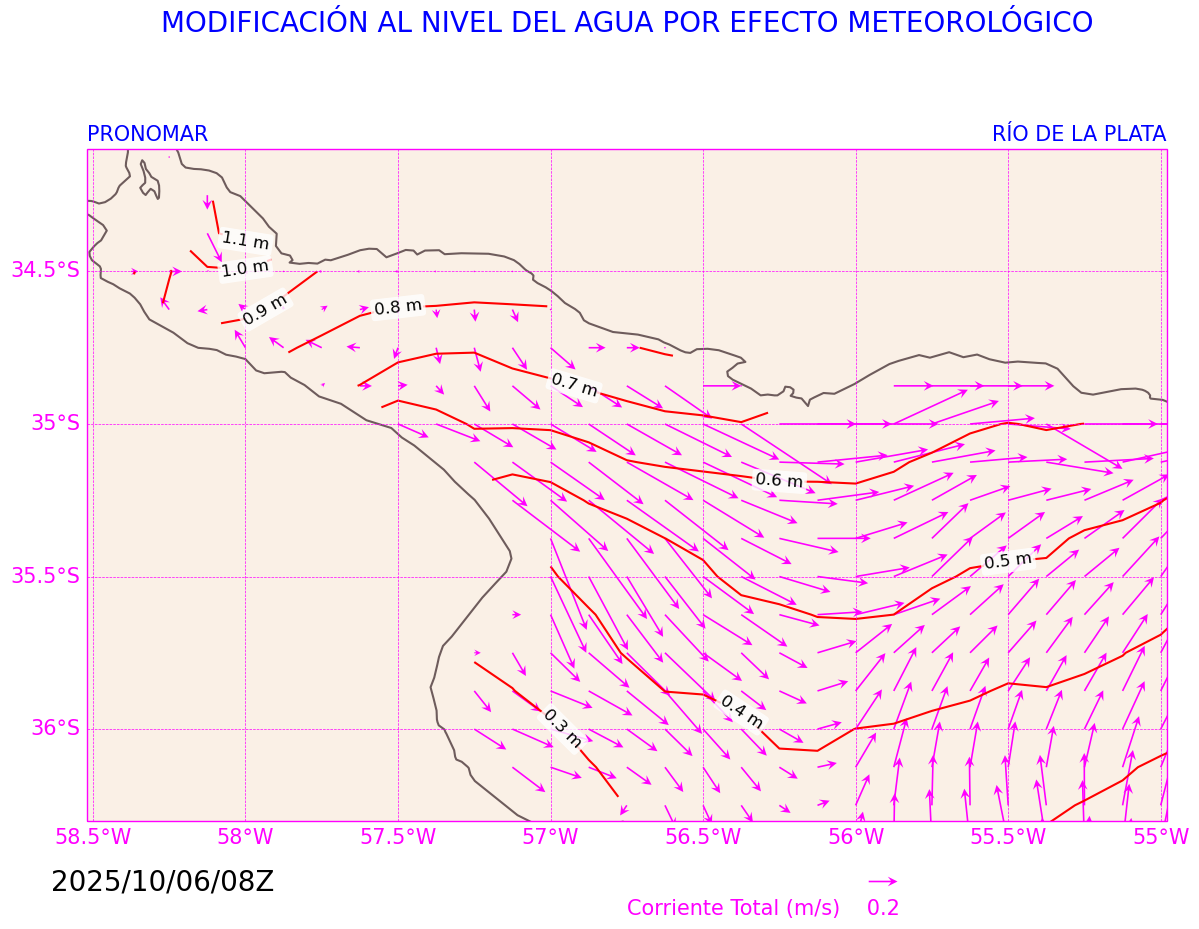 MODIFICACIÓN AL NIVEL DEL AGUA POR EFECTO METEOROLÓGICO
PRONOMAR
RÍO DE LA PLATA
1.1 m
1.0 m
0.9 m
0.8 m
0.7 m
0.6 m
0.5 m
0.4 m
0.3 m
34.5°S
35°S
35.5°S
36°S
58.5°W 58°W 57.5°W 57°W 56.5°W 56°W 55.5°W 55°W
2025/10/06/08Z
Corriente Total (m/s) 0.2